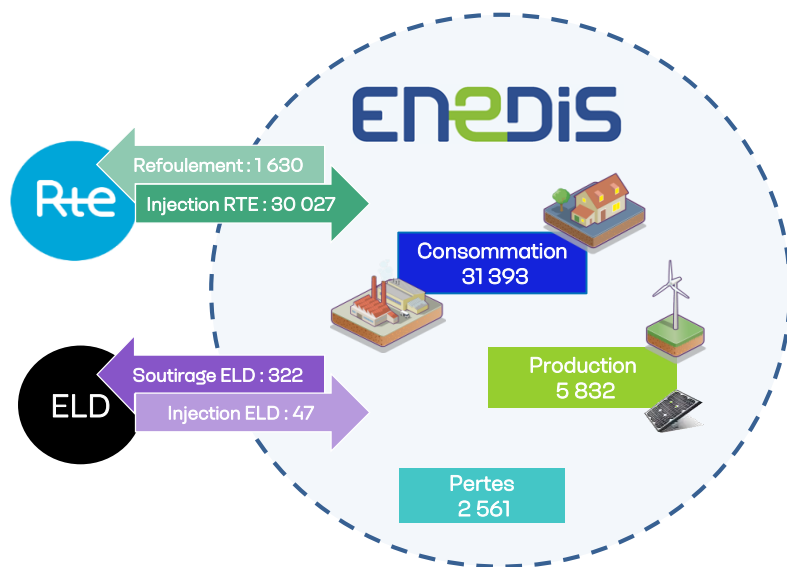 ENEDIS
Rte
Refoulement : 1 630
Injection RTE : 30 027
Consommation
31 393
ELD
Soutirage ELD : 322
Injection ELD : 47
Production
5 832
Pertes
2 561